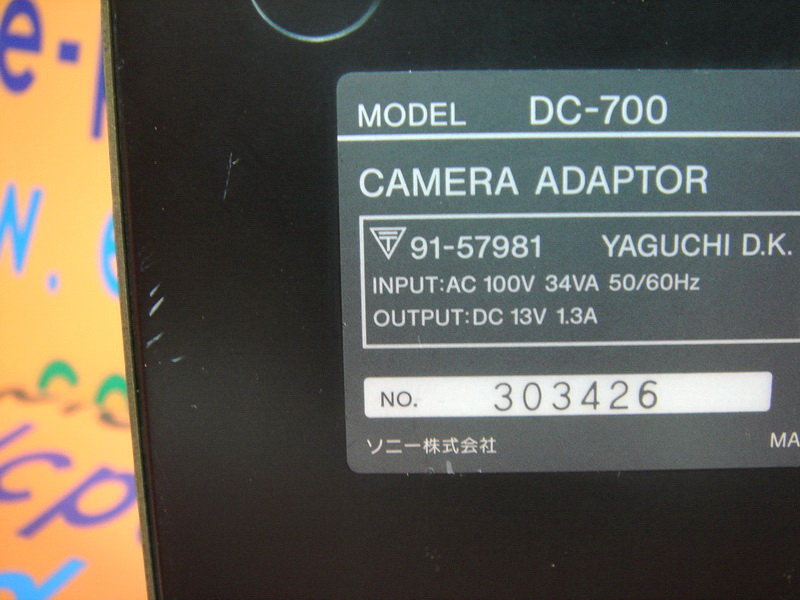 MODEL DC-700
CAMERA ADAPTOR
91-57981 YAGUCHI D.K.
INPUT:AC 100V 34VA 50/60Hz
OUTPUT:DC 13V 1.3A
NO. 303426
ソニー株式会社